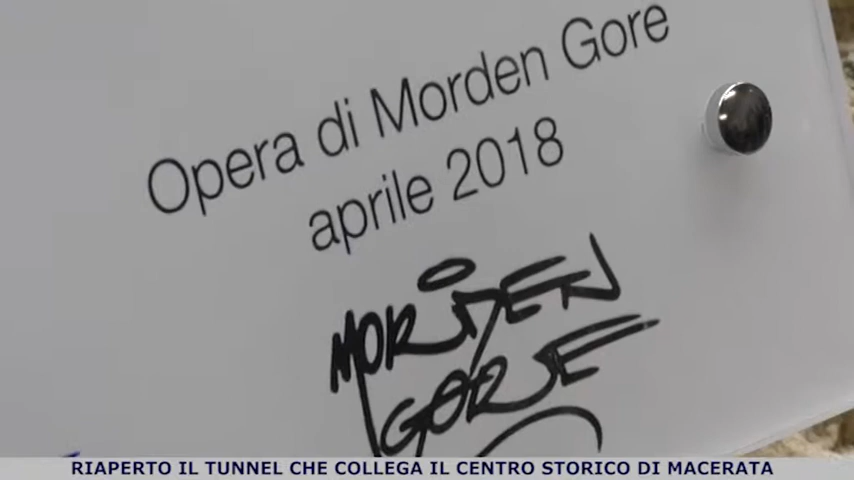 Opera di Morden Gore
aprile 2018
MORDEN
GORE
RIAPERTO IL TUNNEL CHE COLLEGA IL CENTRO STORICO DI MACERATA